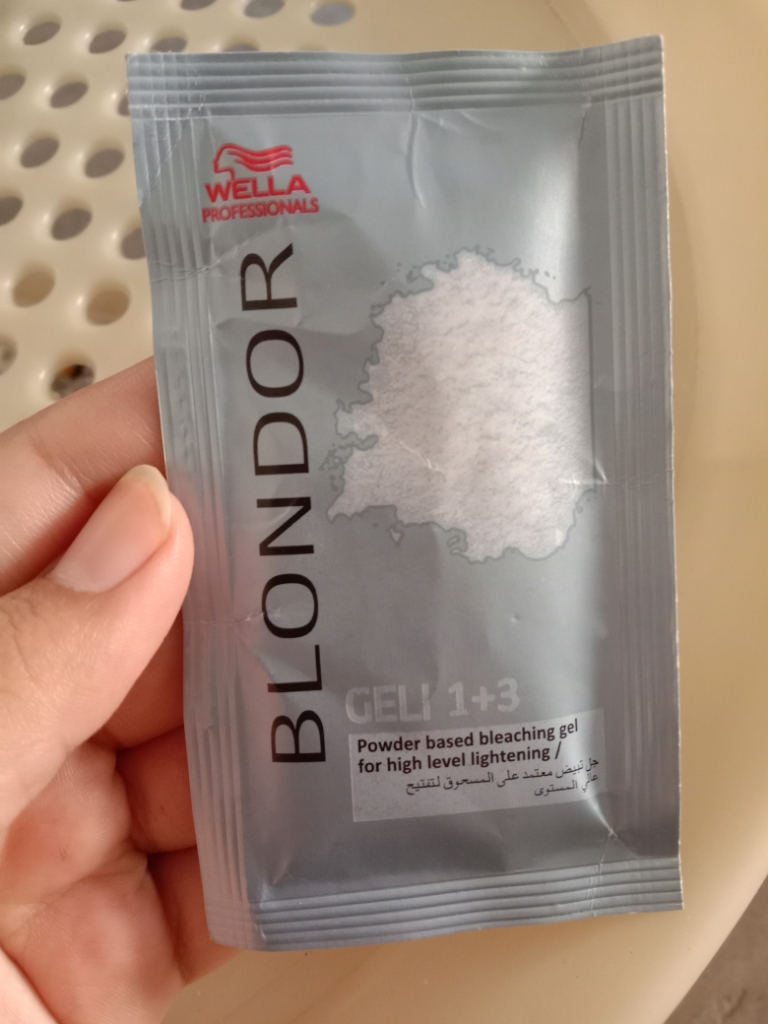 WELLA
PROFESSIONALS
BLONDOR
GELI 1+3
Powder based bleaching gel
for high level lightening /
جل تبيض معتمد على المسحوق لتفتيح
عالي المستوى